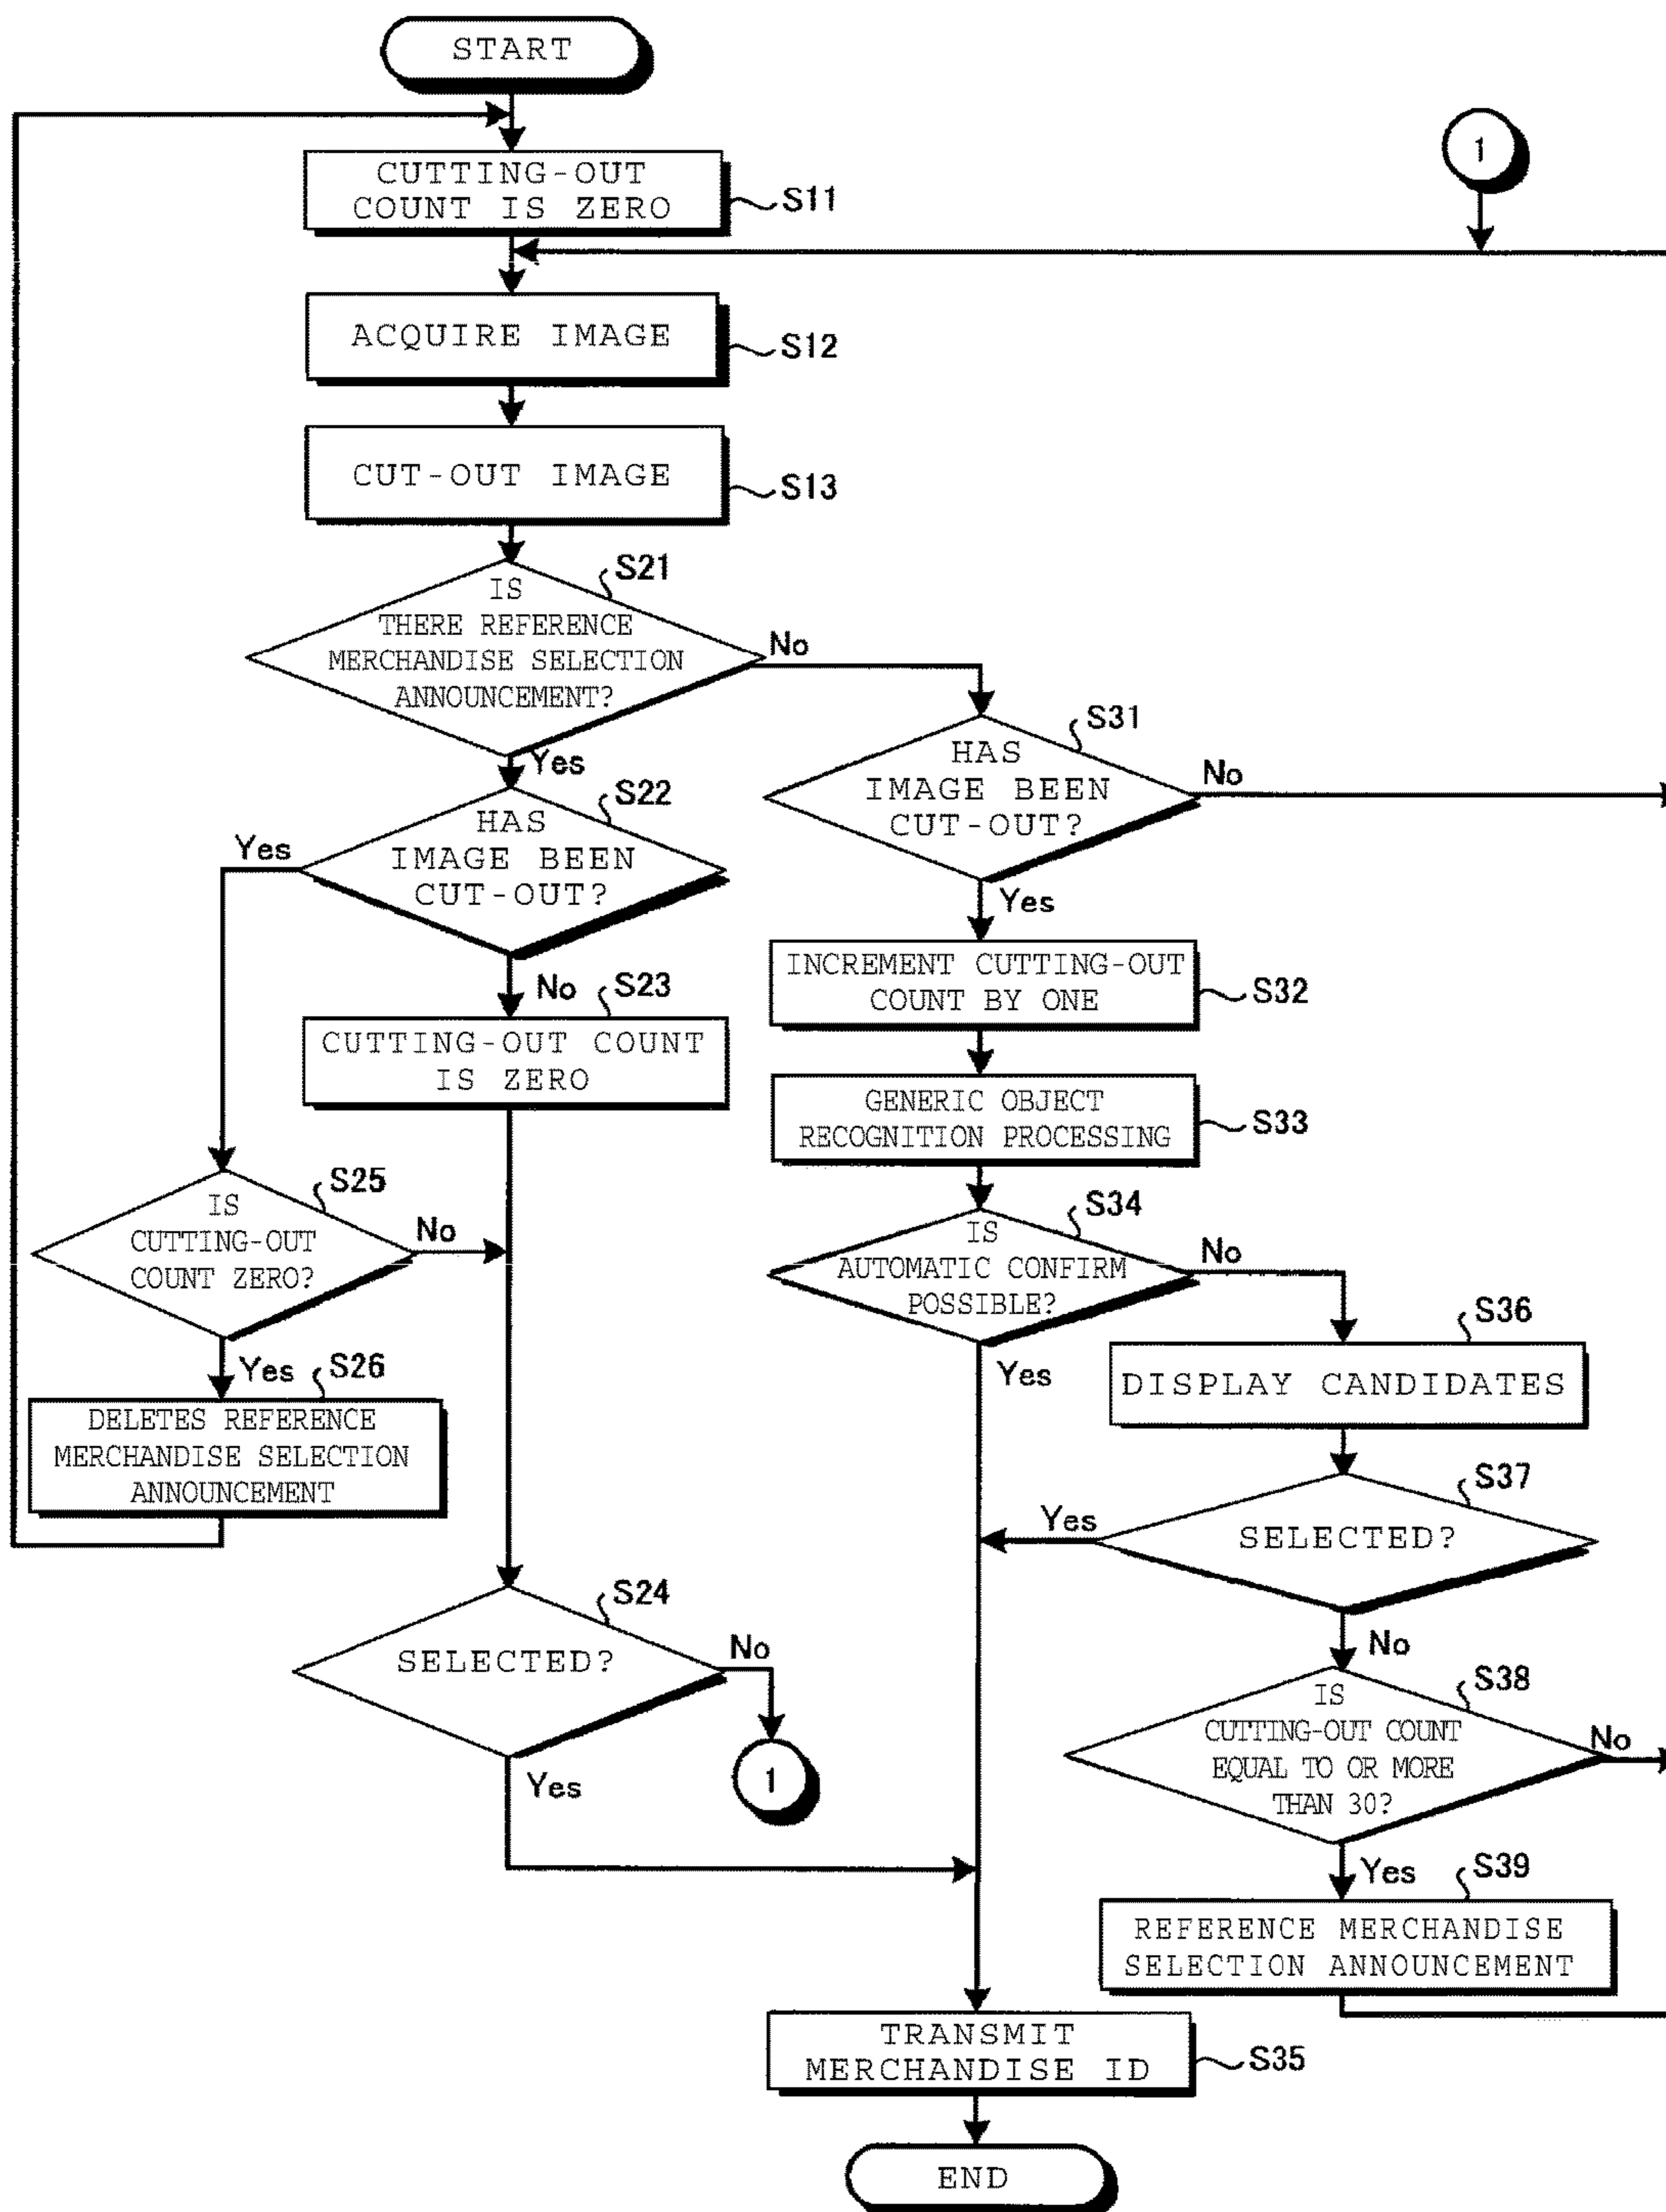 START
1
CUTTING-OUT
COUNT IS ZERO
S11
ACQUIRE IMAGE
S12
CUT-OUT IMAGE
S13
S21
IS
THERE REFERENCE
MERCHANDISE SELECTION
ANNOUNCEMENT?
No
Yes
S22
HAS
IMAGE BEEN
CUT-OUT?
Yes
No
S23
CUTTING-OUT COUNT
IS ZERO
S25
IS
CUTTING-OUT
COUNT ZERO?
No
Yes
S26
DELETES REFERENCE
MERCHANDISE SELECTION
ANNOUNCEMENT
S24
SELECTED?
No
1
Yes
S31
HAS
IMAGE BEEN
CUT-OUT?
No
Yes
INCREMENT CUTTING-OUT
COUNT BY ONE
S32
GENERIC OBJECT
RECOGNITION PROCESSING
S33
S34
IS
AUTOMATIC CONFIRM
POSSIBLE?
No
Yes
S36
DISPLAY CANDIDATES
S37
SELECTED?
Yes
No
S38
IS
CUTTING-OUT COUNT
EQUAL TO OR MORE
THAN 30?
No
Yes
S39
REFERENCE MERCHANDISE
SELECTION ANNOUNCEMENT
TRANSMIT
MERCHANDISE ID
S35
END